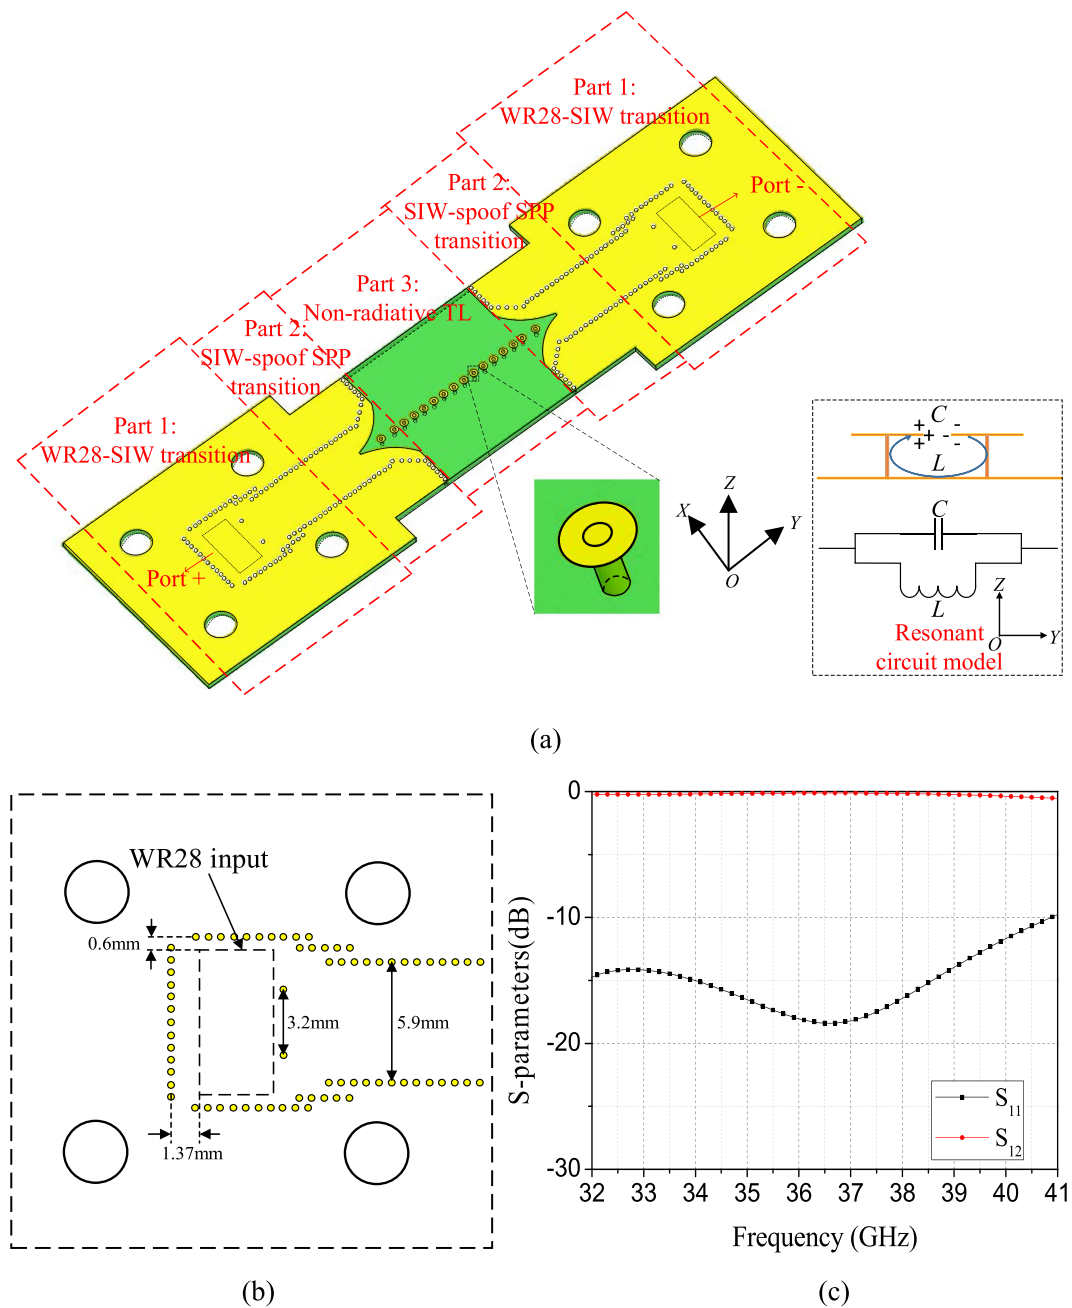 Part 1:
WR28-SIW transition
Part 2:
SIW-spoof SPP
transition
Port -
Part 3:
Non-radiative TL
Part 2:
SIW-spoof SPP
transition
Part 1:
WR28-SIW transition
Port +
X
Z
Y
O
+ C -
+ -
+ -
L
C
L
Z
O
Y
Resonant
circuit model
(a)
WR28 input
0.6mm
3.2mm
5.9mm
1.37mm
(b)
0
-10
-20
-30
S-parameters(dB)
S11
S12
32 33 34 35 36 37 38 39 40 41
Frequency (GHz)
(c)